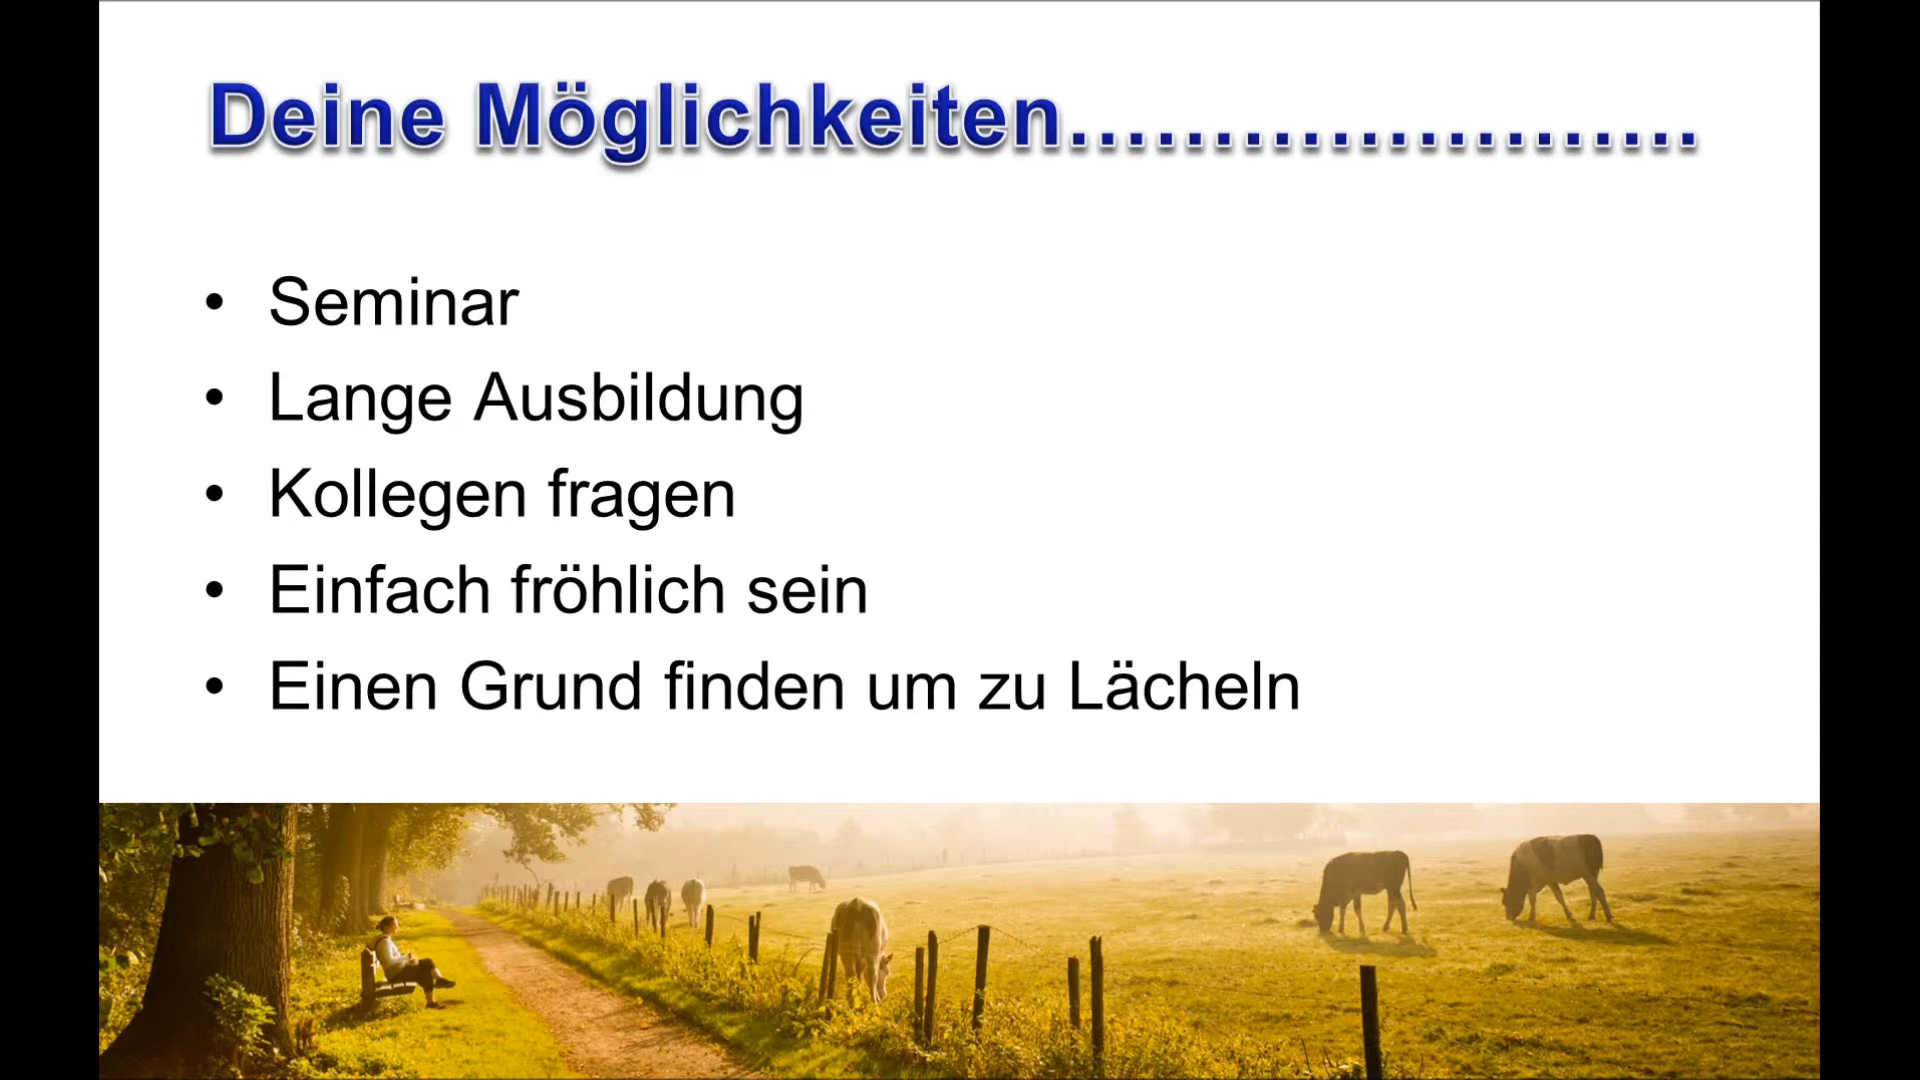 Deine Möglichkeiten......................
• Seminar
• Lange Ausbildung
• Kollegen fragen
• Einfach fröhlich sein
• Einen Grund finden um zu Lächeln